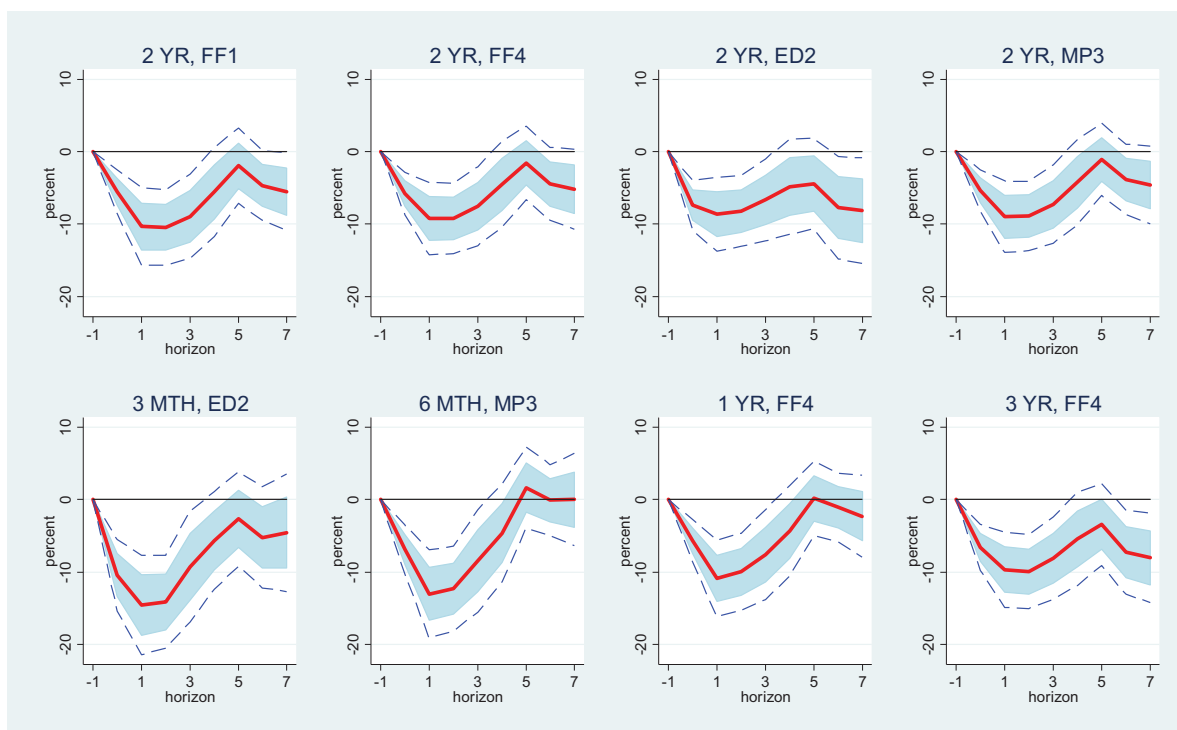 2 YR, FF1
percent
10
0
-10
-20
-1 1 3 5 7
horizon
2 YR, FF4
percent
10
0
-10
-20
-1 1 3 5 7
horizon
2 YR, ED2
percent
10
0
-10
-20
-1 1 3 5 7
horizon
2 YR, MP3
percent
10
0
-10
-20
-1 1 3 5 7
horizon
3 MTH, ED2
percent
10
0
-10
-20
-1 1 3 5 7
horizon
6 MTH, MP3
percent
10
0
-10
-20
-1 1 3 5 7
horizon
1 YR, FF4
percent
10
0
-10
-20
-1 1 3 5 7
horizon
3 YR, FF4
percent
10
0
-10
-20
-1 1 3 5 7
horizon